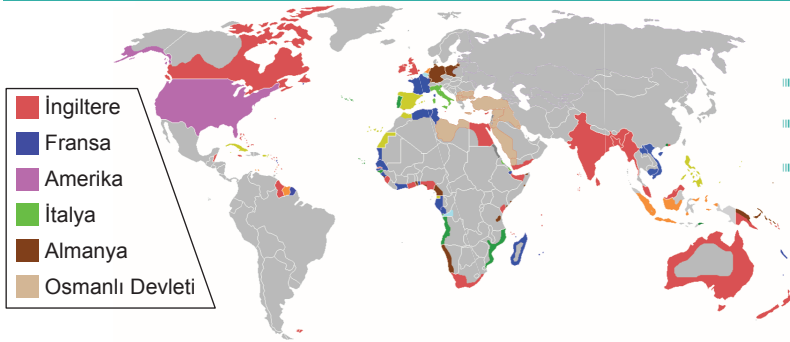 İngiltere
Fransa
Amerika
İtalya
Almanya
Osmanlı Devleti